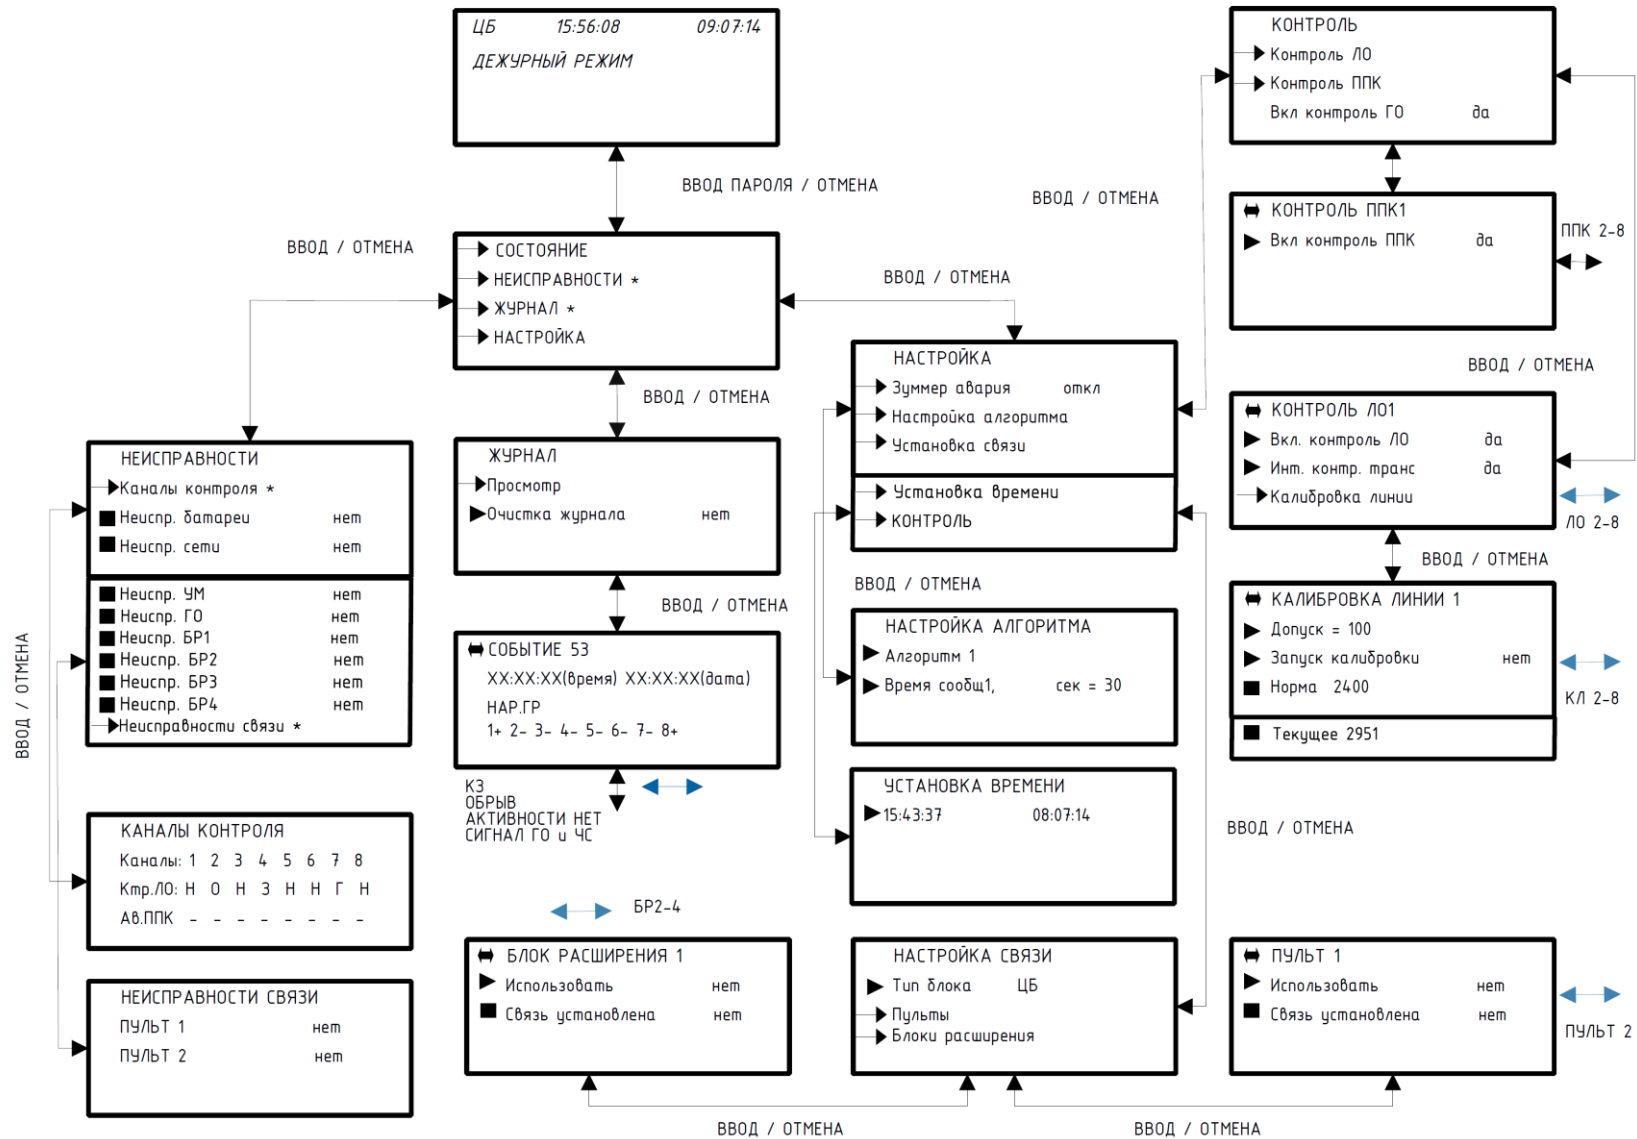 ЦБ 15:56:08 09:07:14
ДЕЖУРНЫЙ РЕЖИМ
ВВОД ПАРОЛЯ / ОТМЕНА
ВВОД / ОТМЕНА
СОСТОЯНИЕ
НЕИСПРАВНОСТИ *
ЖУРНАЛ *
НАСТРОЙКА
ВВОД / ОТМЕНА
ВВОД / ОТМЕНА
НЕИСПРАВНОСТИ
Каналы контроля *
Неиспр. батареи нет
Неиспр. сети нет
Неиспр. УМ нет
Неиспр. ГО нет
Неиспр. БР1 нет
Неиспр. БР2 нет
Неиспр. БР3 нет
Неиспр. БР4 нет
Неисправности связи *
ВВОД / ОТМЕНА
КАНАЛЫ КОНТРОЛЯ
Каналы: 1 2 3 4 5 6 7 8
Ктр.ЛО: Н О Н З Н Н Г Н
Ав.ППК - - - - - - - -
НЕИСПРАВНОСТИ СВЯЗИ
ПУЛЬТ 1 нет
ПУЛЬТ 2 нет
ЖУРНАЛ
Просмотр
Очистка журнала нет
ВВОД / ОТМЕНА
СОБЫТИЕ 53
ХХ:ХХ:ХХ(время) ХХ:ХХ:ХХ(дата)
НАР.ГР
1+ 2- 3- 4- 5- 6- 7- 8+
КЗ
ОБРЫВ
АКТИВНОСТИ НЕТ
СИГНАЛ ГО и ЧС
БР2-4
БЛОК РАСШИРЕНИЯ 1
Использовать нет
Связь установлена нет
ВВОД / ОТМЕНА
НАСТРОЙКА
Зуммер авария откл
Настройка алгоритма
Установка связи
Установка времени
КОНТРОЛЬ
ВВОД / ОТМЕНА
НАСТРОЙКА АЛГОРИТМА
Алгоритм 1
Время сообщ1, сек = 30
УСТАНОВКА ВРЕМЕНИ
15:43:37 08:07:14
НАСТРОЙКА СВЯЗИ
Тип блока ЦБ
Пульты
Блоки расширения
ВВОД / ОТМЕНА
ВВОД / ОТМЕНА
КОНТРОЛЬ
Контроль ЛО
Контроль ППК
Вкл контроль ГО да
КОНТРОЛЬ ППК1
Вкл контроль ППК да
ППК 2-8
ВВОД / ОТМЕНА
КОНТРОЛЬ ЛО1
Вкл. контроль ЛО да
Инт. контр. транс да
Калибровка линии
ЛО 2-8
ВВОД / ОТМЕНА
КАЛИБРОВКА ЛИНИИ 1
Допуск = 100
Запуск калибровки нет
Норма 2400
Текущее 2951
КЛ 2-8
ВВОД / ОТМЕНА
ПУЛЬТ 1
Использовать нет
Связь установлена нет
ПУЛЬТ 2